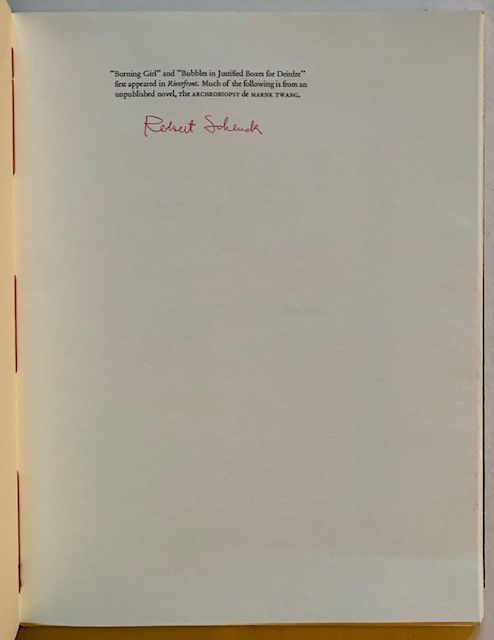 "Burning Girl" and "Bubbles in Justified Boxes for Deirdre"
first appeared in Riverfront. Much of the following is from an
unpublished novel, THE ARCHEOBIOPSY de MARNK TWANG.
Robert Schenck